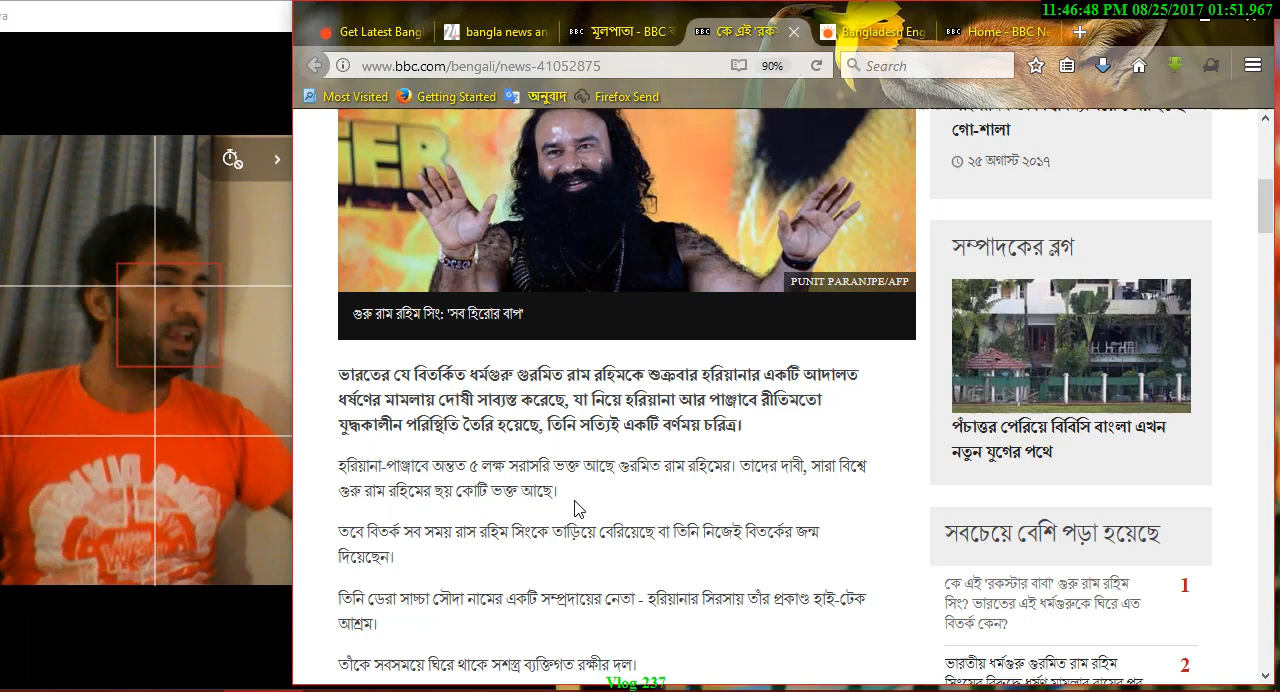 11:46:48 PM 08/25/2017 01:51.967
Get Latest Bang
bangla news an
BBC মূলপাতা - BBC
BBC কে এই 'রক
Bangladesh Eng
BBC Home - BBC Ne
www.bbc.com/bengali/news-41052875
90%
Search
Most Visited
Getting Started
অনুবাদ
Firefox Send
GER
PUNIT PARANJPE/AFP
গুরু রাম রহিম সিং: 'সব হিরোর বাপ'
ভারতের যে বিতর্কিত ধর্মগুরু গুরমিত রাম রহিমকে শুক্রবার হরিয়ানার একটি আদালত
ধর্ষণের মামলায় দোষী সাব্যস্ত করেছে, যা নিয়ে হরিয়ানা আর পাঞ্জাবে রীতিমতো
যুদ্ধকালীন পরিস্থিতি তৈরি হয়েছে, তিনি সত্যিই একটি বর্ণময় চরিত্র।
হরিয়ানা-পাঞ্জাবে অন্তত ৫ লক্ষ সরাসরি ভক্ত আছে গুরমিত রাম রহিমের। তাদের দাবী, সারা বিশ্বে
গুরু রাম রহিমের ছয় কোটি ভক্ত আছে।
তবে বিতর্ক সব সময় রাস রহিম সিংকে তাড়িয়ে বেরিয়েছে বা তিনি নিজেই বিতর্কের জন্ম
দিয়েছেন।
তিনি ডেরা সাচ্চা সৌদা নামের একটি সম্প্রদায়ের নেতা - হরিয়ানার সিরসায় তাঁর প্রকাণ্ড হাই-টেক
আশ্রম।
তাঁকে সবসময়ে ঘিরে থাকে সশস্ত্র ব্যক্তিগত রক্ষীর দল।
গো-শালা
২৫ অগাস্ট ২০১৭
সম্পাদকের ব্লগ
পঁচাত্তর পেরিয়ে বিবিসি বাংলা এখন
নতুন যুগের পথে
সবচেয়ে বেশি পড়া হয়েছে
কে এই 'রকস্টার বাবা' গুরু রাম রহিম
সিং? ভারতের এই ধর্মগুরুকে ঘিরে এত
বিতর্ক কেন?
1
ভারতীয় ধর্মগুরু গুরমিত রাম রহিম
2
Vlog-237